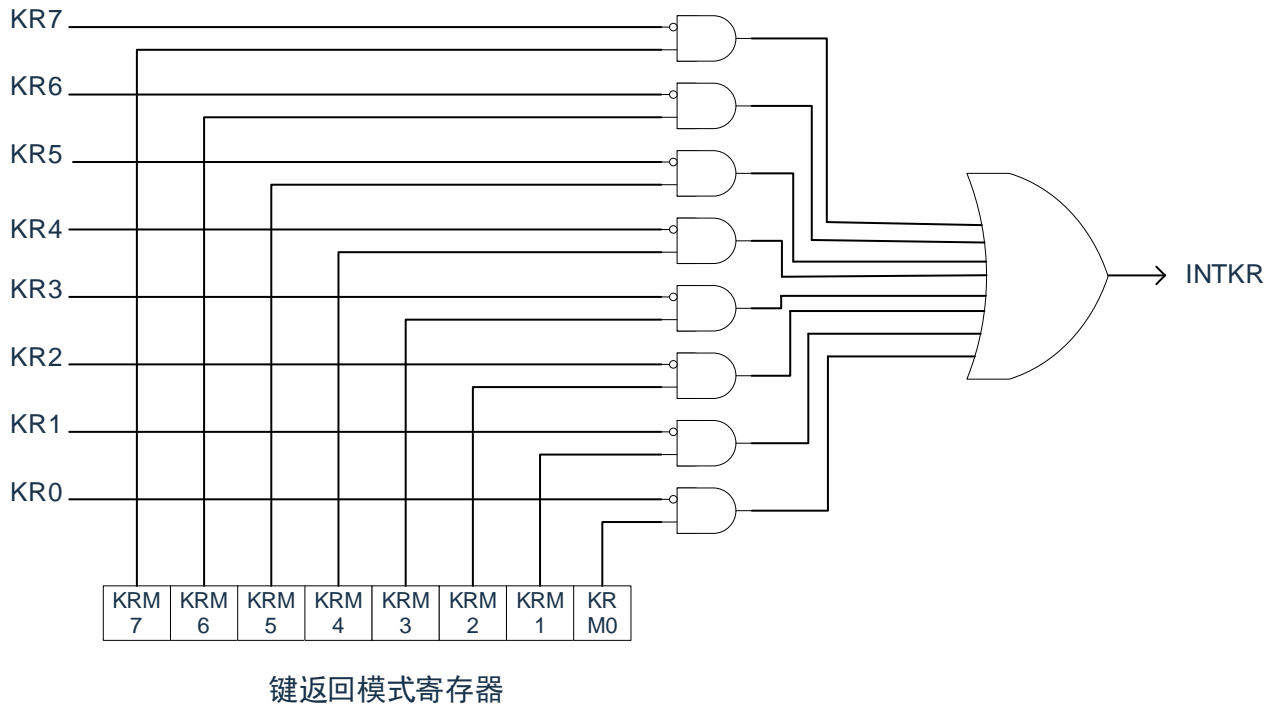 KR7
KR6
KR5
KR4
KR3
KR2
KR1
KR0
INTKR
KRM
7
KRM
6
KRM
5
KRM
4
KRM
3
KRM
2
KRM
1
KR
M0
键返回模式寄存器